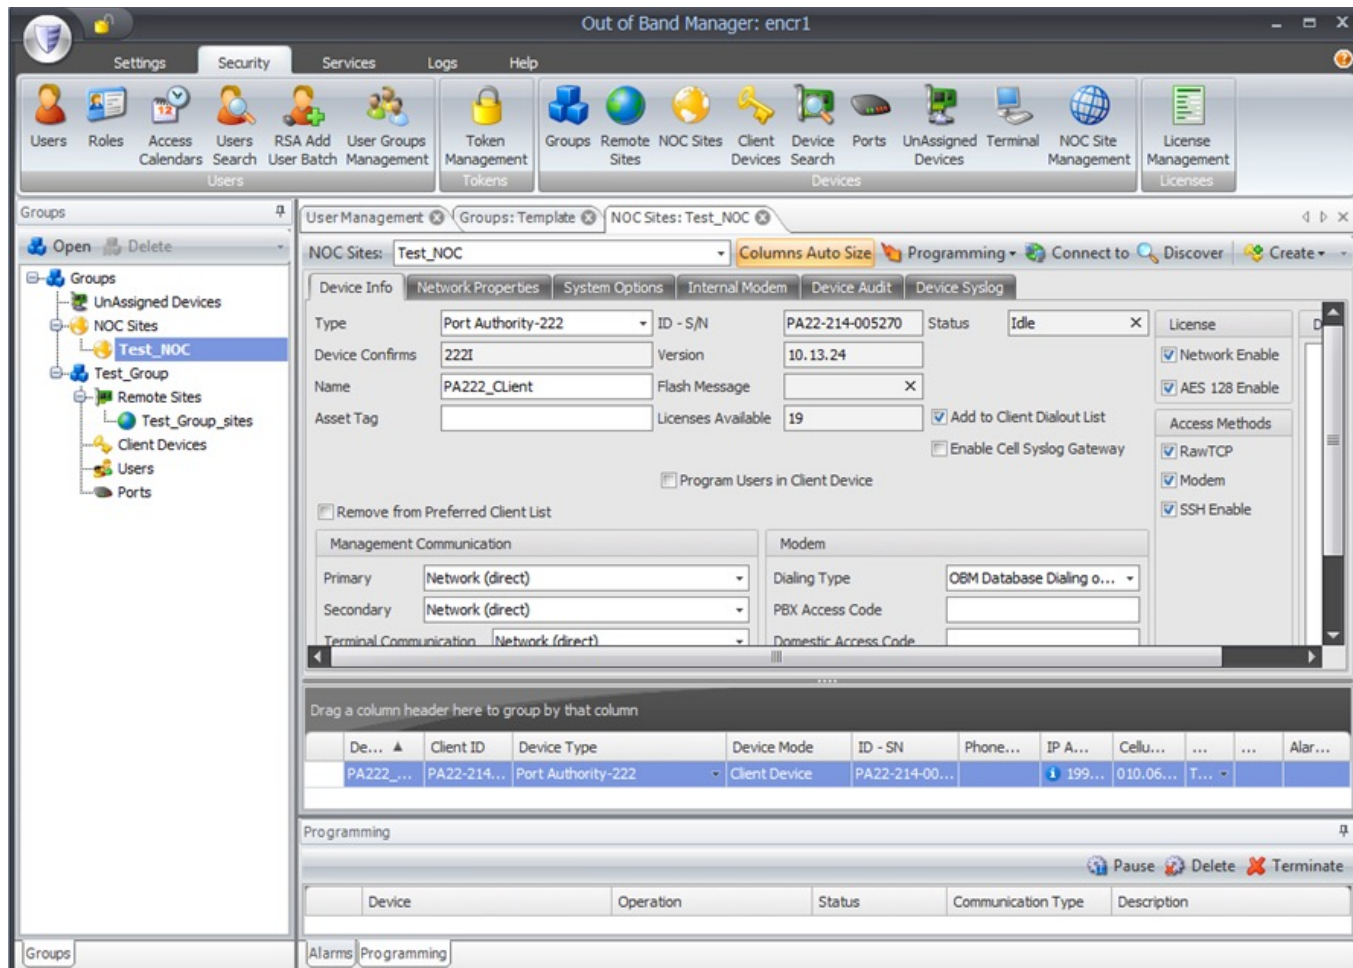 Out of Band Manager: encr1
Settings Security Services Logs Help
Users Roles Access Calendars Users Search RSA Add User Batch User Groups Management Token Management Groups Remote Sites NOC Sites Client Devices Device Search Ports UnAssigned Devices Terminal NOC Site Management License Management
Users Tokens Devices Licenses
Groups
Open Delete
Groups
UnAssigned Devices
NOC Sites
Test_NOC
Test_Group
Remote Sites
Test_Group_sites
Client Devices
Users
Ports
Groups
User Management Groups: Template NOC Sites: Test_NOC
NOC Sites: Test_NOC Columns Auto Size Programming Connect to Discover Create
Device Info Network Properties System Options Internal Modem Device Audit Device Syslog
Type Port Authority-222 ID - S/N PA22-214-005270 Status Idle License D
Device Confirms 222I Version 10.13.24 Network Enable
Name PA222_CLient Flash Message AES 128 Enable
Asset Tag Licenses Available 19 Add to Client Dialout List Access Methods
Enable Cell Syslog Gateway RawTCP
Program Users in Client Device Modem
Remove from Preferred Client List SSH Enable
Management Communication Modem
Primary Network (direct) Dialing Type OBM Database Dialing o...
Secondary Network (direct) PBX Access Code
Terminal Communication Network (direct) Domestic Access Code
Drag a column header here to group by that column
De... Client ID Device Type Device Mode ID - SN Phone... IP A... Cellu... ... ... Alar...
PA222_... PA22-214... Port Authority-222 Client Device PA22-214-00... 199... 010.06... T...
Programming
Pause Delete Terminate
Device Operation Status Communication Type Description
Alarms Programming